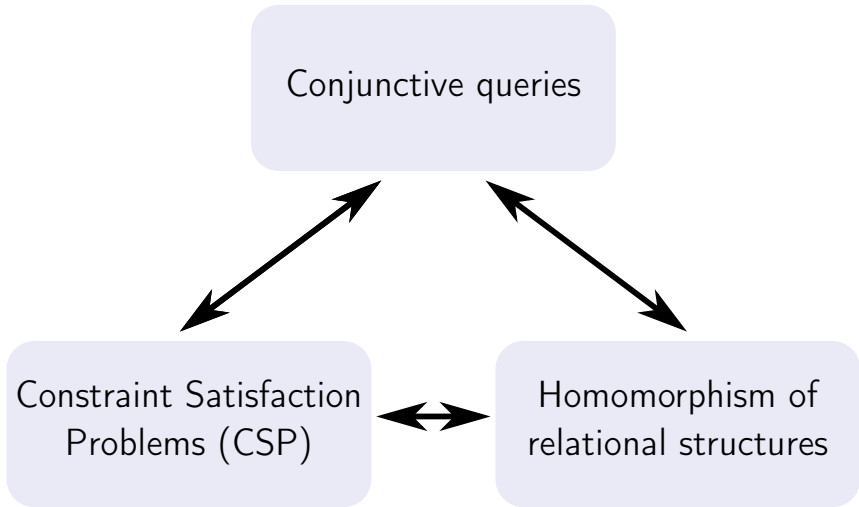 Conjunctive queries
Constraint Satisfaction
Problems (CSP)
Homomorphism of
relational structures